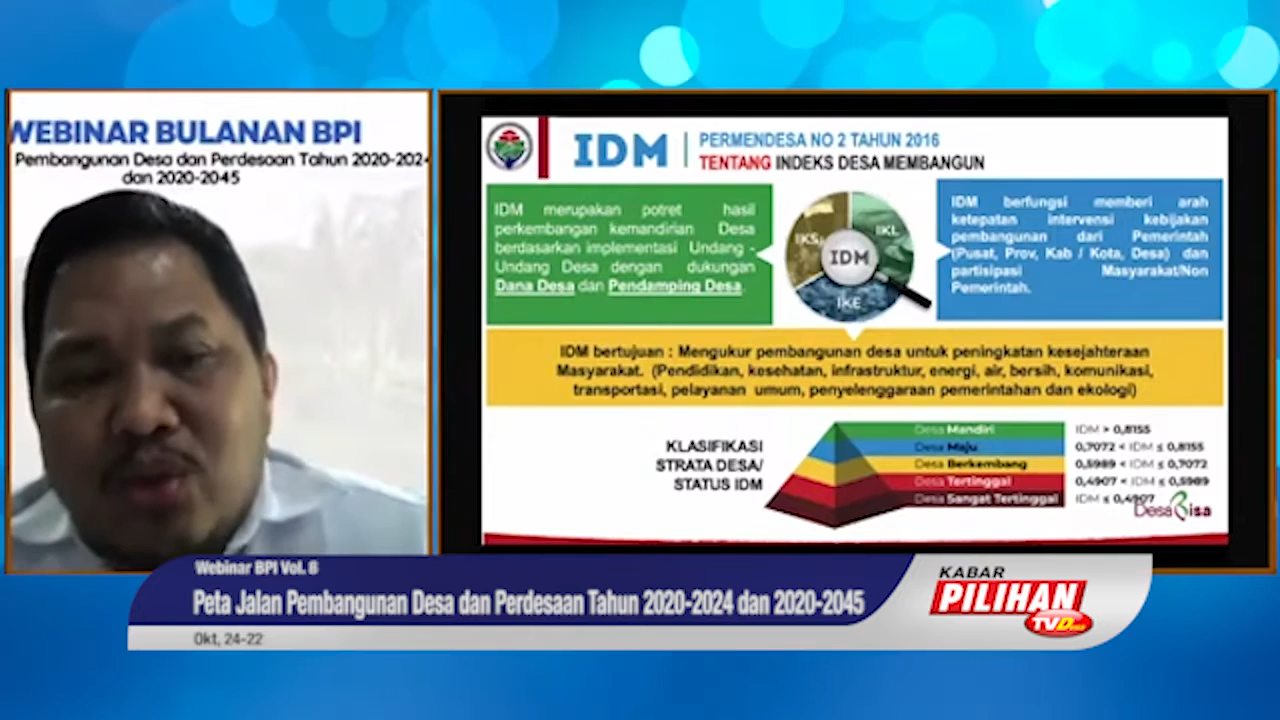 WEBINAR BULANAN BPI
Pembangunan Desa dan Perdesaan Tahun 2020-2024
dan 2020-2045
IDM
PERMENDESA NO 2 TAHUN 2016
TENTANG INDEKS DESA MEMBANGUN
IDM merupakan potret hasil
perkembangan kemandirian Desa
berdasarkan implementasi Undang -
Undang Desa dengan dukungan
Dana Desa dan Pendamping Desa.
IKS
IKL
IDM
IKE
IDM berfungsi memberi arah
ketepatan intervensi kebijakan
pembangunan dari Pemerintah
(Pusat, Prov, Kab / Kota, Desa) dan
partisipasi Masyarakat/Non
Pemerintah.
IDM bertujuan : Mengukur pembangunan desa untuk peningkatan kesejahteraan
Masyarakat. (Pendidikan, kesehatan, infrastruktur, energi, air, bersih, komunikasi,
transportasi, pelayanan umum, penyelenggaraan pemerintahan dan ekologi)
KLASIFIKASI
STRATA DESA/
STATUS IDM
Desa Mandiri IDM > 0,8155
Desa Maju 0,7072 < IDM ≤ 0,8155
Desa Berkembang 0,5989 < IDM ≤ 0,7072
Desa Tertinggal 0,4907 < IDM ≤ 0,5989
Desa Sangat Tertinggal IDM ≤ 0,4907
Desa Bisa
Webinar BPI Vol. 8
Peta Jalan Pembangunan Desa dan Perdesaan Tahun 2020-2024 dan 2020-2045
Okt, 24-22
KABAR
PILIHAN
TVDesa